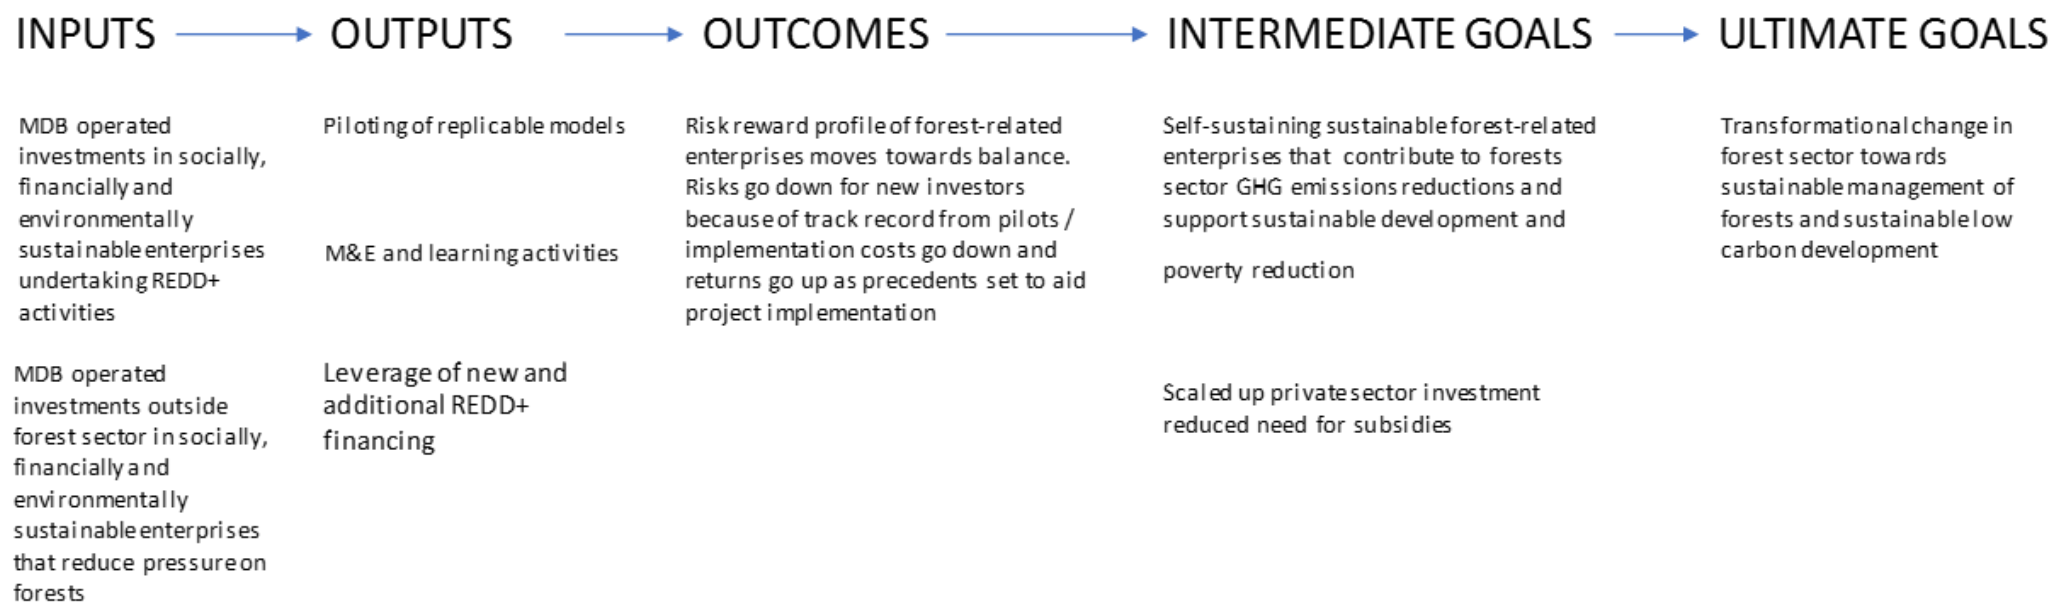 INPUTS
OUTPUTS
OUTCOMES
INTERMEDIATE GOALS
ULTIMATE GOALS
MDB operated
investments in socially,
financially and
environmentally
sustainable enterprises
undertaking REDD+
activities
MDB operated
investments outside
forest sector in socially,
financially and
environmentally
sustainable enterprises
that reduce pressure on
forests
Piloting of replicable models
M&E and learning activities
Leverage of new and
additional REDD+
financing
Risk reward profile of forest-related
enterprises moves towards balance.
Risks go down for new investors
because of track record from pilots /
implementation costs go down and
returns go up as precedents set to aid
project implementation
Self-sustaining sustainable forest-related
enterprises that contribute to forests
sector GHG emissions reductions and
support sustainable development and
poverty reduction
Scaled up private sector investment
reduced need for subsidies
Transformational change in
forest sector towards
sustainable management of
forests and sustainable low
carbon development